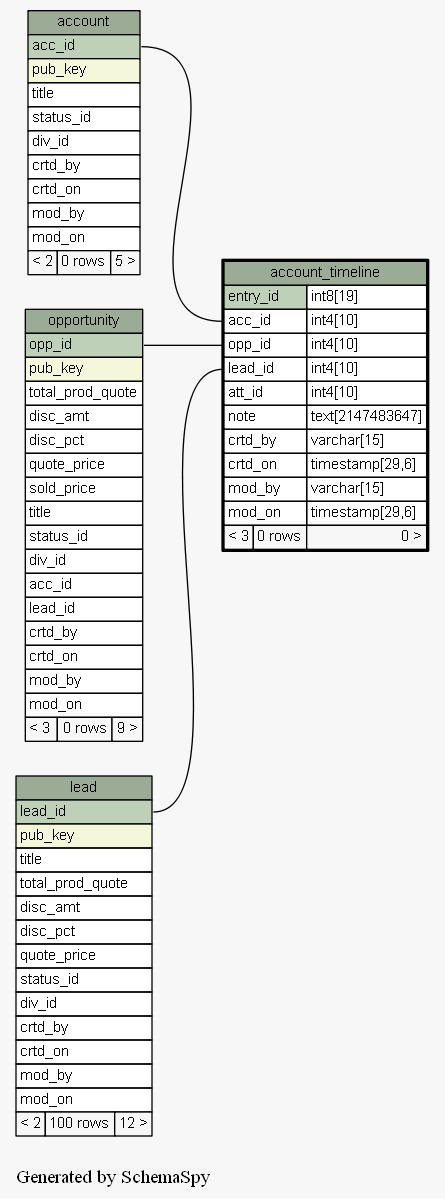 account
acc_id
pub_key
title
status_id
div_id
crtd_by
crtd_on
mod_by
mod_on
< 2 0 rows 5 >
account_timeline
entry_id int8[19]
acc_id int4[10]
opp_id int4[10]
lead_id int4[10]
att_id int4[10]
note text[2147483647]
crtd_by varchar[15]
crtd_on timestamp[29,6]
mod_by varchar[15]
mod_on timestamp[29,6]
< 3 0 rows 0 >
opportunity
opp_id
pub_key
total_prod_quote
disc_amt
disc_pct
quote_price
sold_price
title
status_id
div_id
acc_id
lead_id
crtd_by
crtd_on
mod_by
mod_on
< 3 0 rows 9 >
lead
lead_id
pub_key
title
total_prod_quote
disc_amt
disc_pct
quote_price
status_id
div_id
crtd_by
crtd_on
mod_by
mod_on
< 2 100 rows 12 >
Generated by SchemaSpy